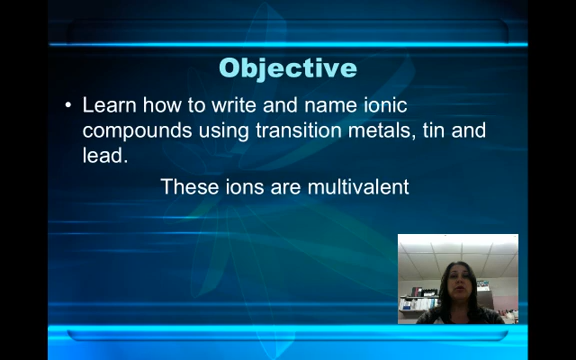 Objective
• Learn how to write and name ionic
compounds using transition metals, tin and
lead.
These ions are multivalent